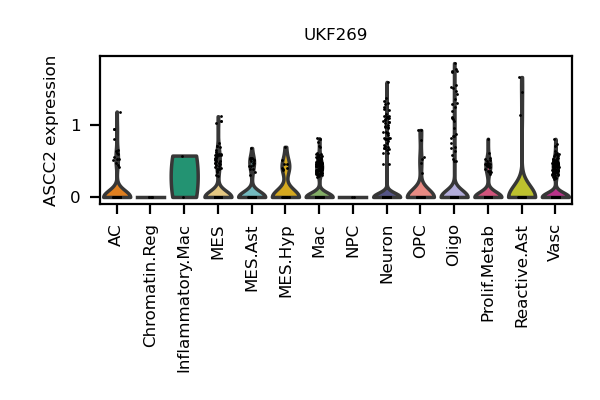 UKF269
ASCC2 expression
1
0
AC
Chromatin.Reg
Inflammatory.Mac
MES
MES.Ast
MES.Hyp
Mac
NPC
Neuron
OPC
Oligo
Prolif.Metab
Reactive.Ast
Vasc